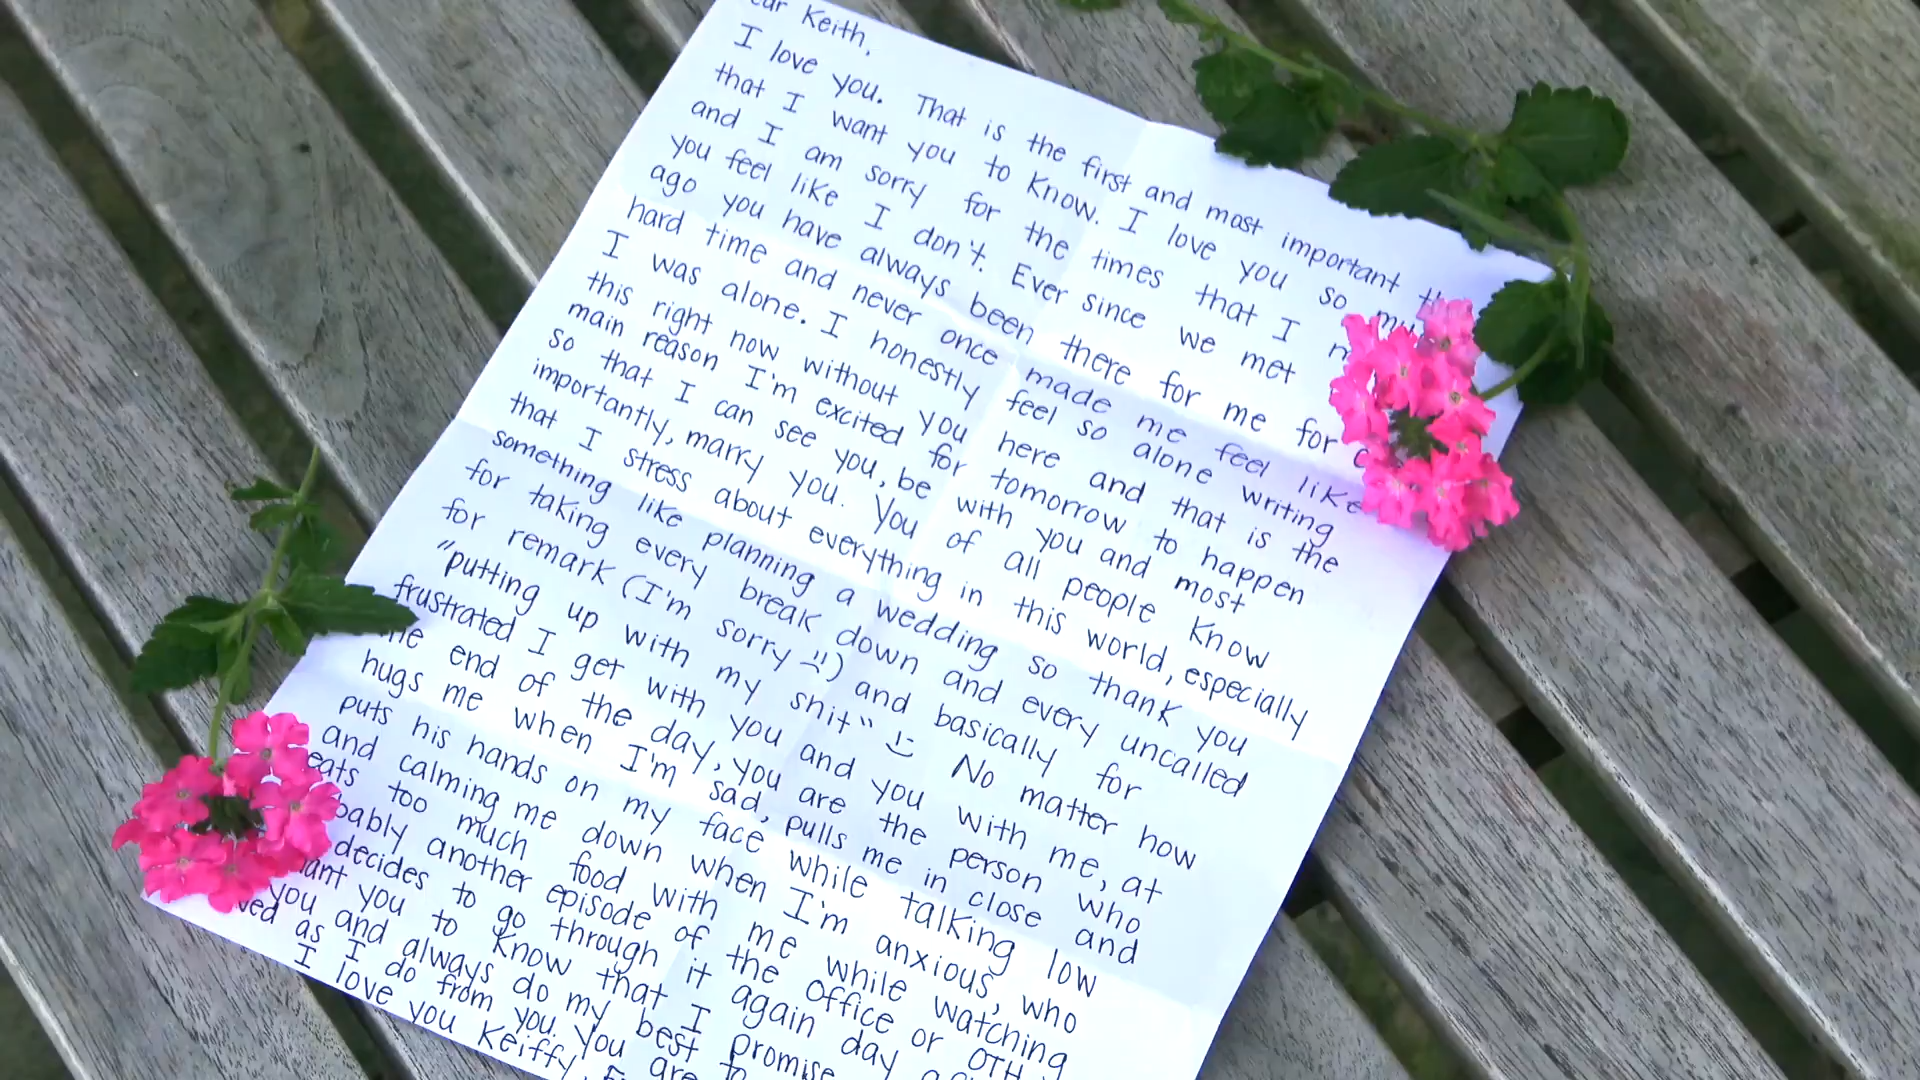 Keith,
I love you. That is the first and most important
that I want you to know. I love you so
and I am sorry for the times that I
you feel like I don't. Ever since we met
ago you have always been there for me for
hard time and never once made me feel like
I was alone. I honestly feel so alone writing
this right now without you here and that is the
main reason I'm excited for tomorrow to happen
so that I can see you, be with you and most
importantly, marry you. You of all people know
that I stress about everything in this world, especially
something like planning a wedding so thank you
for taking every break down and every uncalled
for remark (I'm sorry) and basically for
"putting up with my shit" No matter how
frustrated I get with you and you with me, at
end of the day, you are the person who
hugs me when I'm sad, pulls me in close and
puts his hands on my face while talking low
and calming me down when I'm anxious, who
eats too much food with me while watching
another episode of the office or OTH
decides to go through it again day
you to know that I promise
you and always do my best to
as I do from you. You are
I love you Keiffy,